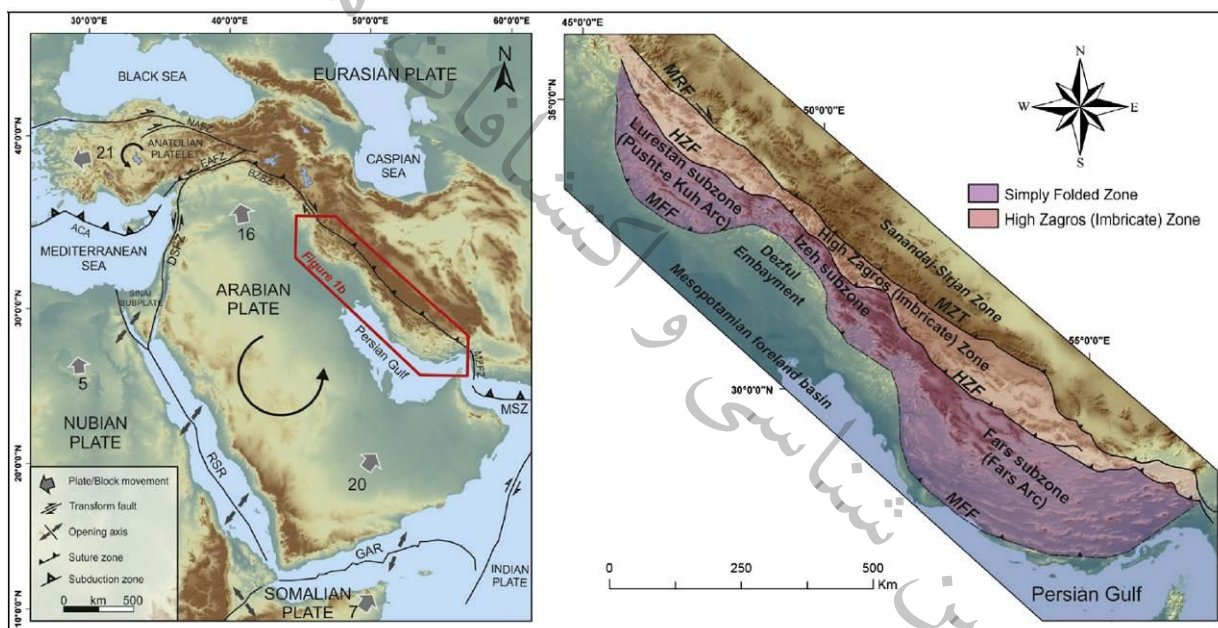 30°0'0"E
40°0'0"E
50°0'0"E
60°0'0"E
40°0'0"N
30°0'0"N
20°0'0"N
10°0'0"N
N
BLACK SEA
EURASIAN PLATE
NAFZ
21
ANATOLIAN
PLATELET
EAFZ
BZSZ
CASPIAN
SEA
ACA
MEDITERRANEAN
SEA
DSFZ
16
SINAI
SUBPLATE
ARABIAN
PLATE
Figure 1b
Persian Gulf
MZFZ
MSZ
5
NUBIAN
PLATE
RSR
20
GAR
INDIAN
PLATE
SOMALIAN
PLATE
7
Plate/Block movement
Transform fault
Opening axis
Suture zone
Subduction zone
0 km 500
45°0'0"E
50°0'0"E
55°0'0"E
35°0'0"N
30°0'0"N
N
W
E
S
Simply Folded Zone
High Zagros (Imbricate) Zone
MRF
HZF
Lurestan subzone
(Pusht-e Kuh Arc)
MFF
Dezful
Embayment
Izeh subzone
High Zagros (Imbricate) Zone
Sanandar-Sirjan Zone
MZT
Mesopotamian foreland basin
HZF
Fars subzone
(Fars Arc)
MFF
0 250 500
Km
Persian Gulf
شناسی و اکتشافات